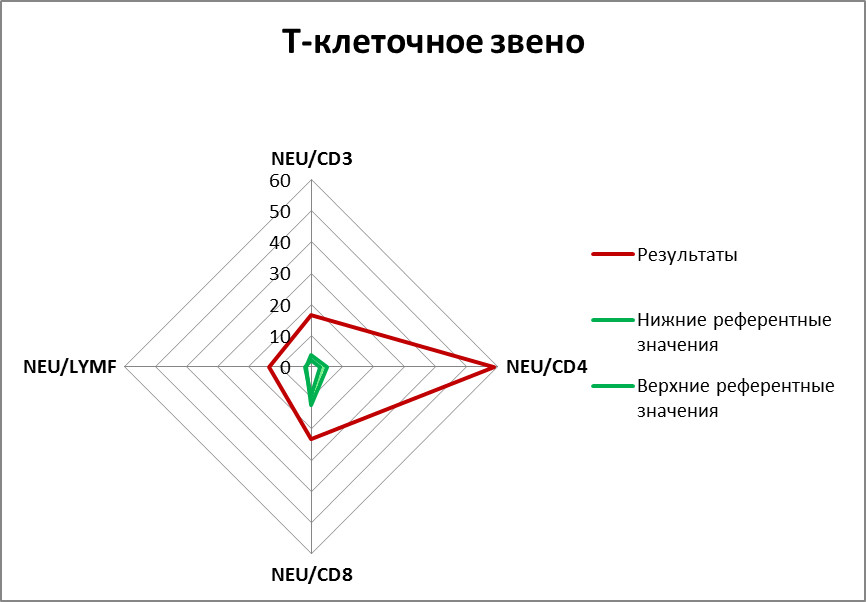 Т-клеточное звено
NEU/CD3
60
50
40
30
20
10
0
NEU/LYMF
NEU/CD4
NEU/CD8
Результаты
Нижние референтные
значения
Верхние референтные
значения